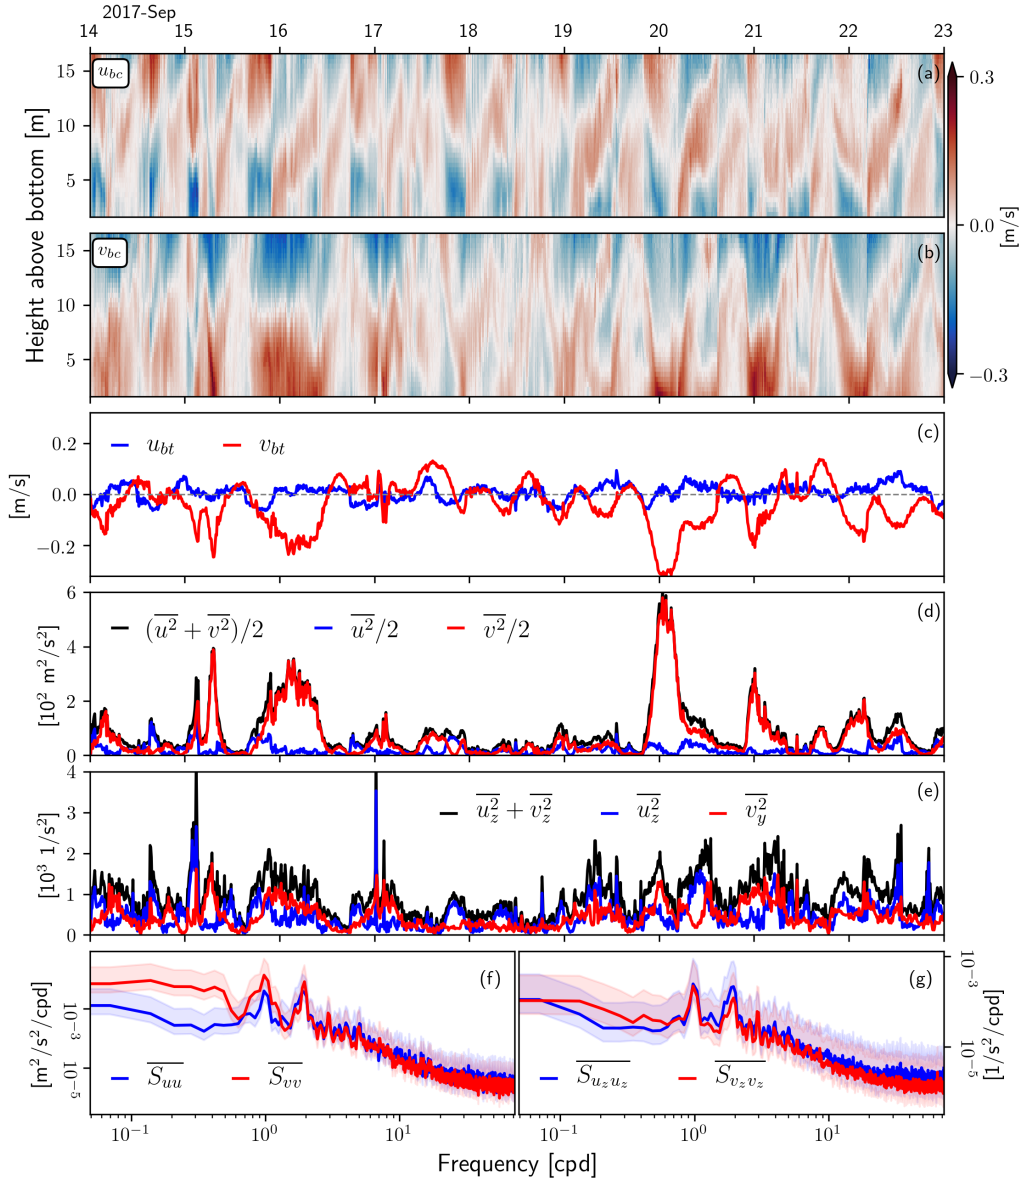 2017-Sep
14 15 16 17 18 19 20 21 22 23
u_bc
(a)
15
10
5
v_bc
(b)
15
10
5
Height above bottom [m]
0.3
0.0
−0.3
[m/s]
u_bt v_bt
(c)
0.2
0.0
−0.2
[m/s]
(u² + v²)/2 u²/2 v²/2
(d)
6
4
2
0
[10² m²/s²]
u_z² + v_z² u_z² v_y²
(e)
4
3
2
1
0
[10³ 1/s²]
(f)
10⁻³
10⁻⁵
[m²/s²/cpd]
S_uu S_vv
10⁻¹ 10⁰ 10¹
(g)
10⁻³
10⁻⁵
[1/s²/cpd]
S_u_zu_z S_v_zv_z
10⁻¹ 10⁰ 10¹
Frequency [cpd]